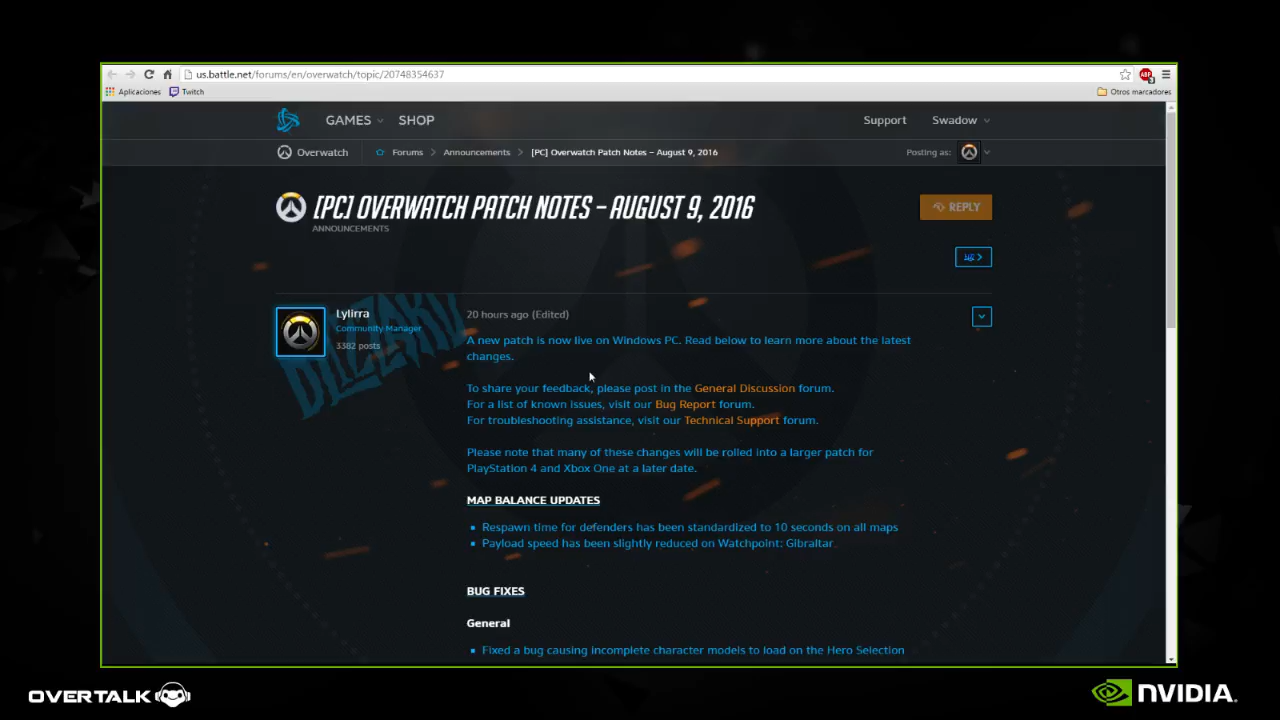 us.battle.net/forums/en/overwatch/topic/20748354637
ABP
Aplicaciones Twitch Otros marcadores
GAMES SHOP Support Swadow
Overwatch Forums > Announcements > [PC] Overwatch Patch Notes – August 9, 2016 Posting as:
[PC] OVERWATCH PATCH NOTES – AUGUST 9, 2016
REPLY
ANNOUNCEMENTS
BLIZZARD
Lylirra
Community Manager
3382 posts
20 hours ago (Edited)
A new patch is now live on Windows PC. Read below to learn more about the latest
changes.
To share your feedback, please post in the General Discussion forum.
For a list of known issues, visit our Bug Report forum.
For troubleshooting assistance, visit our Technical Support forum.
Please note that many of these changes will be rolled into a larger patch for
PlayStation 4 and Xbox One at a later date.
MAP BALANCE UPDATES
Respawn time for defenders has been standardized to 10 seconds on all maps
Payload speed has been slightly reduced on Watchpoint: Gibraltar
BUG FIXES
General
Fixed a bug causing incomplete character models to load on the Hero Selection
OVERTALK
NVIDIA.